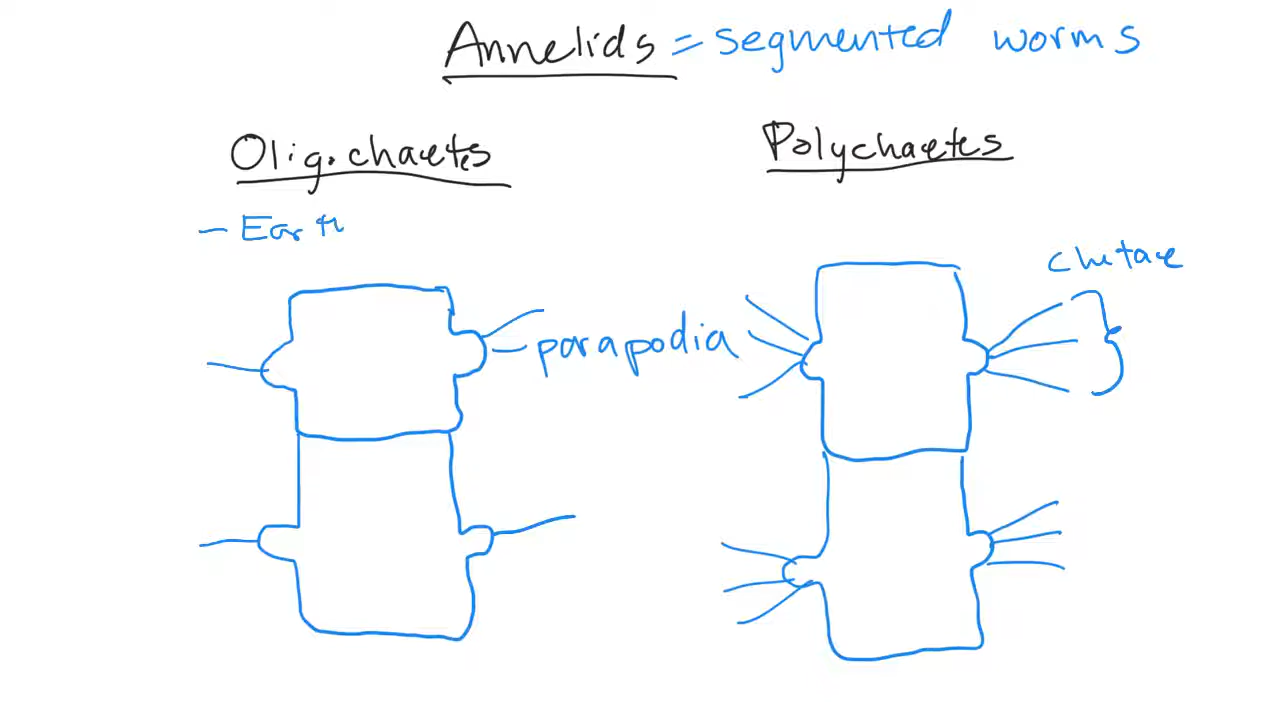 Annelids = segmented worms
Oligochaetes
Polychaetes
- Earth
chetae
- parapodia